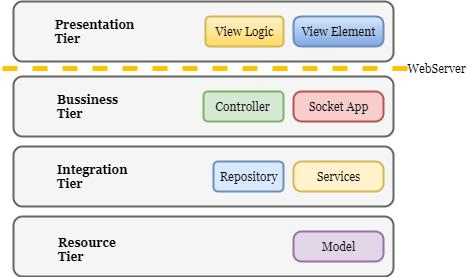 Presentation
Tier
View Logic
View Element
WebServer
Bussiness
Tier
Controller
Socket App
Integration
Tier
Repository
Services
Resource
Tier
Model